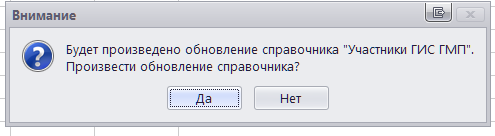 Внимание
Будет произведено обновление справочника "Участники ГИС ГМП".
Произвести обновление справочника?
Да
Нет